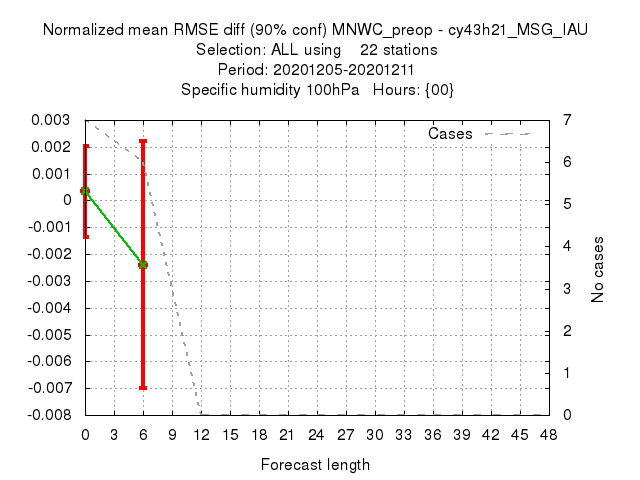 Normalized mean RMSE diff (90% conf) MNWC_preop - cy43h21_MSG_IAU
Selection: ALL using    22 stations
Period: 20201205-20201211
Specific humidity 100hPa   Hours: {00}
Cases
0.003
0.002
0.001
0
-0.001
-0.002
-0.003
-0.004
-0.005
-0.006
-0.007
-0.008
7
6
5
4
3
2
1
0
No cases
0 3 6 9 12 15 18 21 24 27 30 33 36 39 42 45 48
Forecast length